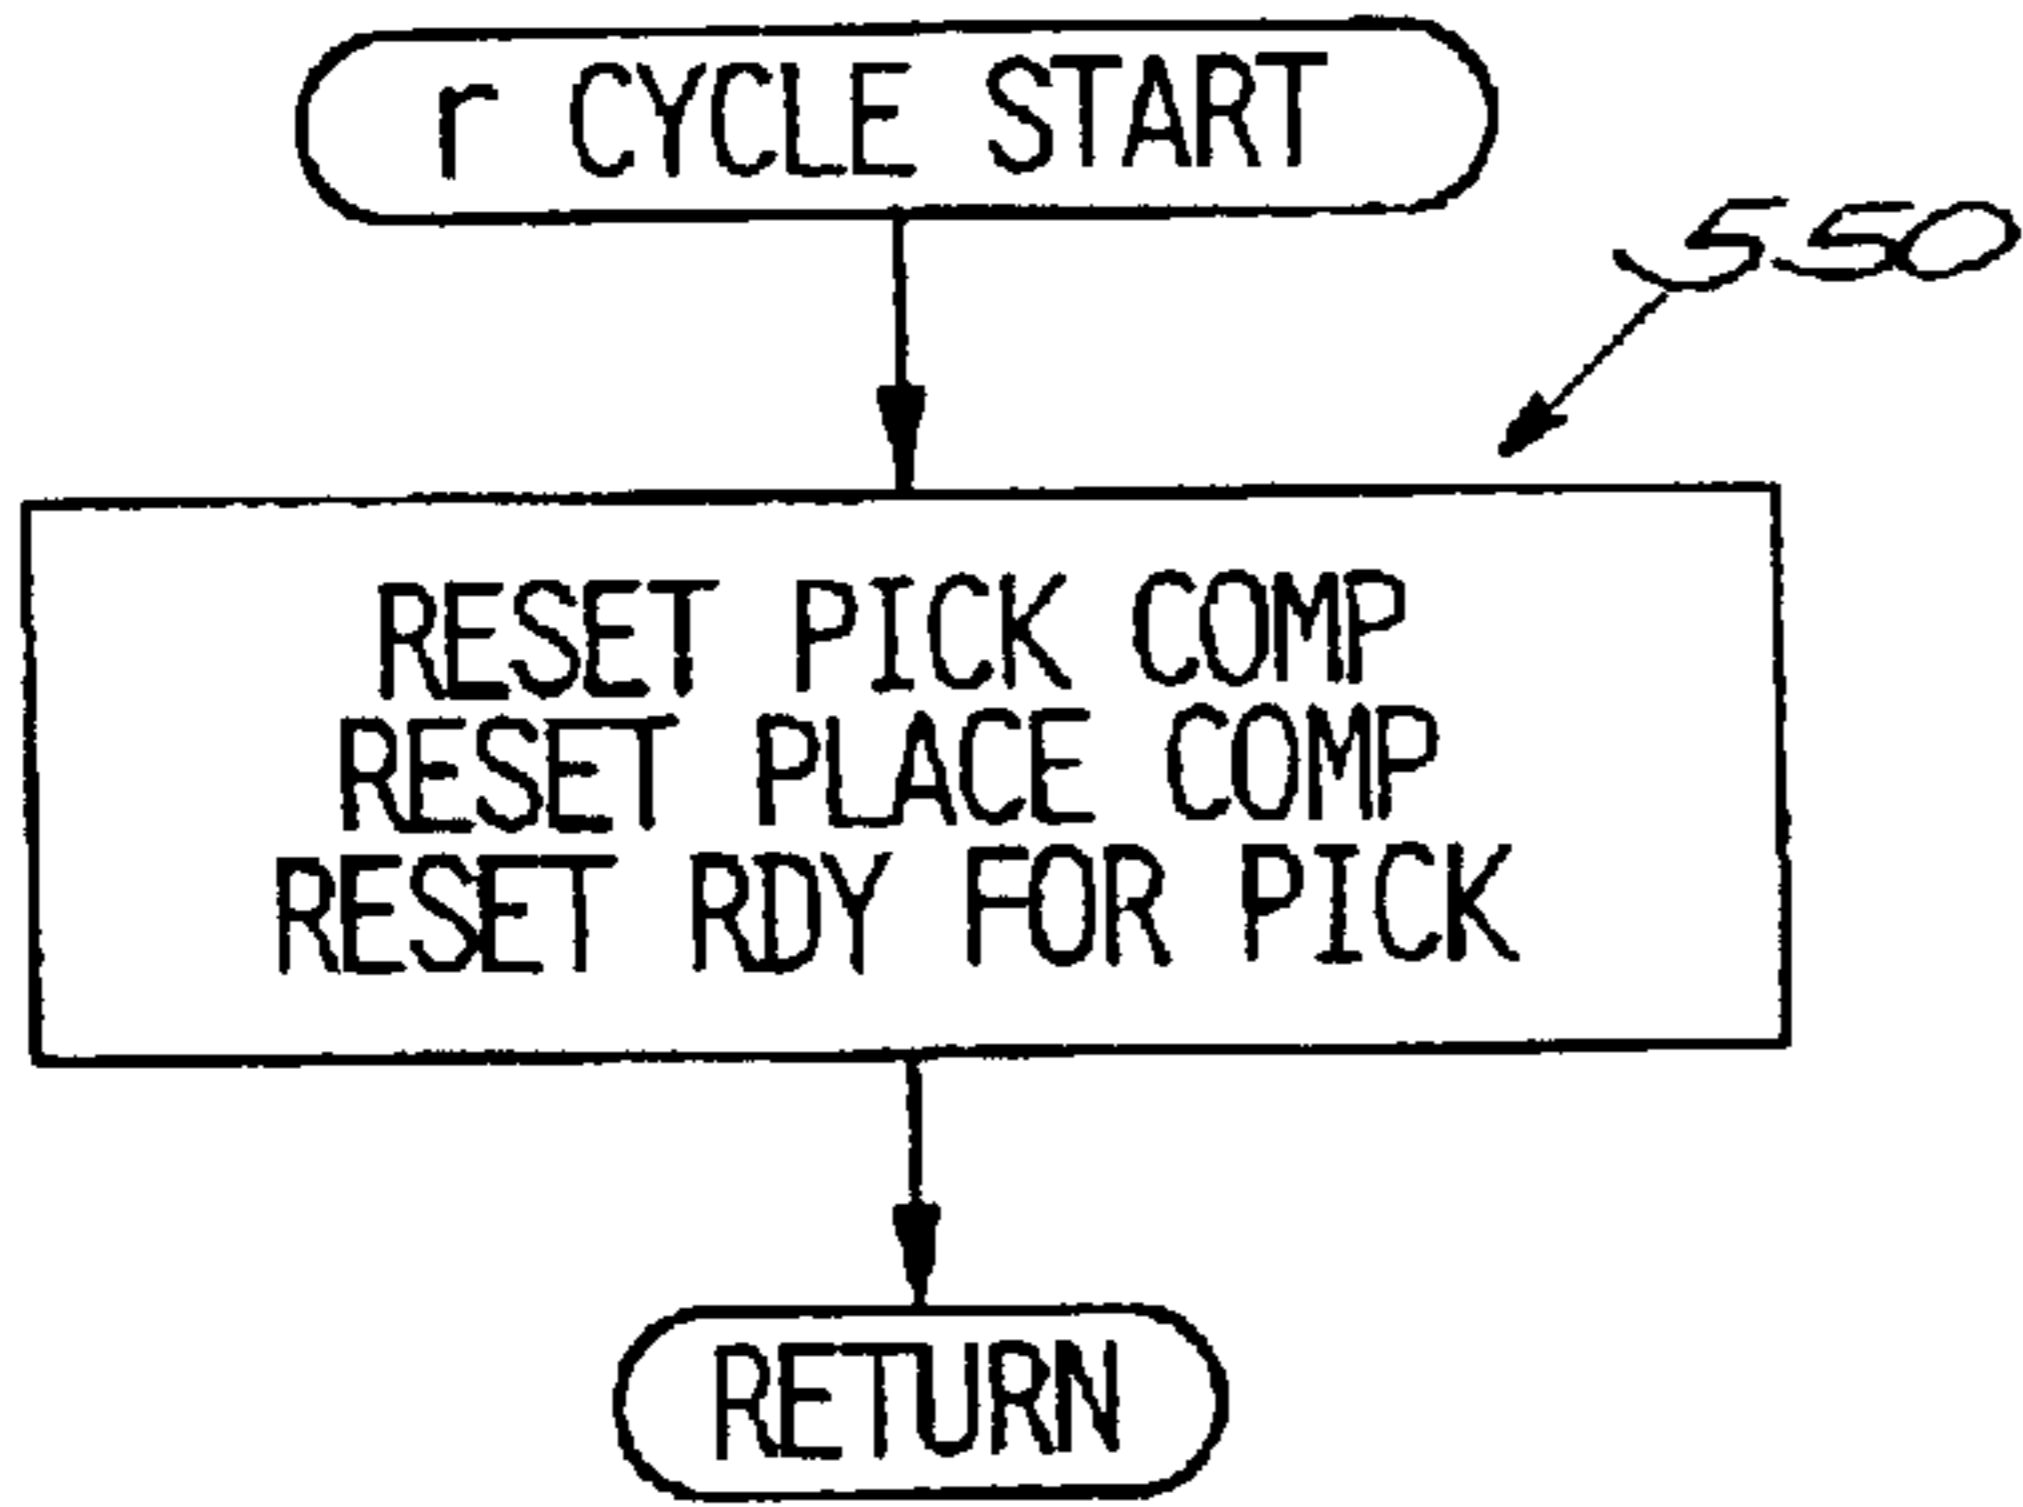 r CYCLE START
550
RESET PICK COMP
RESET PLACE COMP
RESET RDY FOR PICK
RETURN